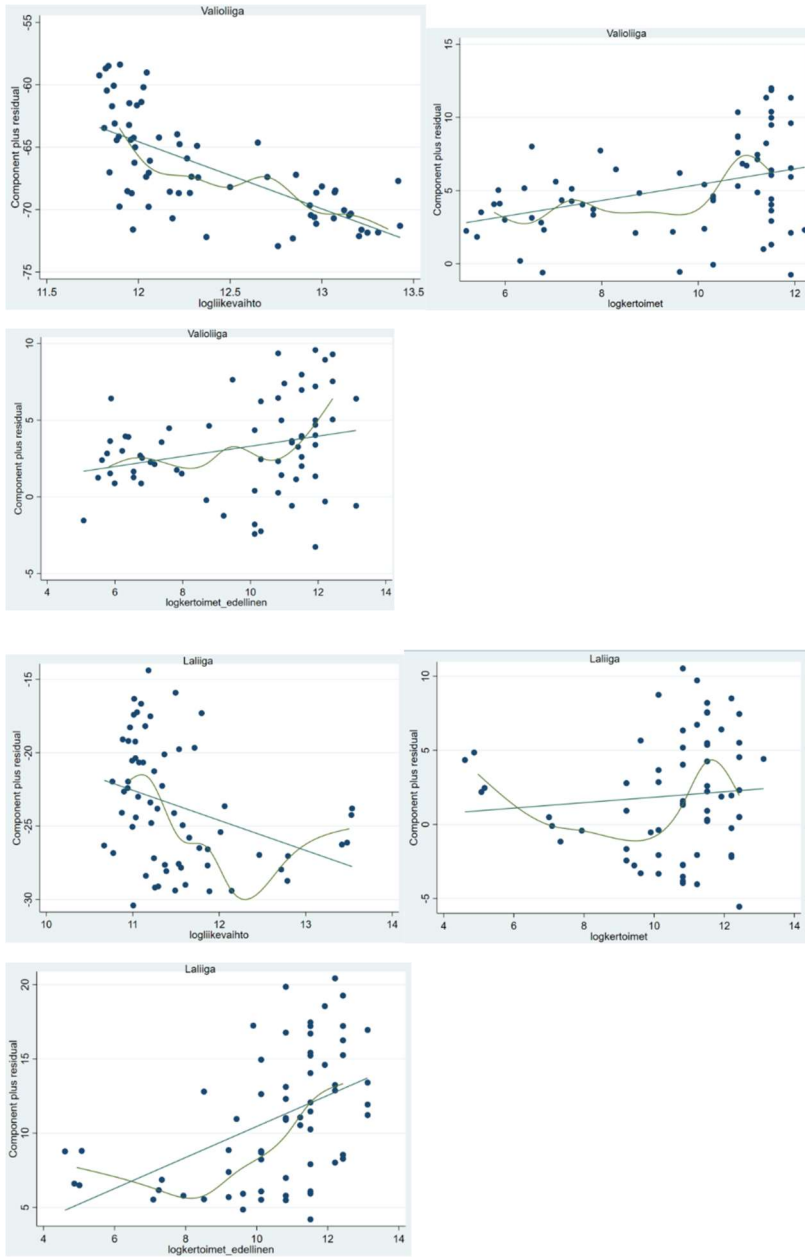 Valioliiga
Component plus residual
-55
-60
-65
-70
-75
11.5 12 12.5 13 13.5
logliikevaihto
Valioliiga
Component plus residual
15
10
5
0
6 8 10 12
logkertoimet
Valioliiga
Component plus residual
10
5
0
-5
4 6 8 10 12 14
logkertoimet_edellinen
Laliiga
Component plus residual
-15
-20
-25
-30
10 11 12 13 14
logliikevaihto
Laliiga
Component plus residual
10
5
0
-5
4 6 8 10 12 14
logkertoimet
Laliiga
Component plus residual
20
15
10
5
4 6 8 10 12 14
logkertoimet_edellinen